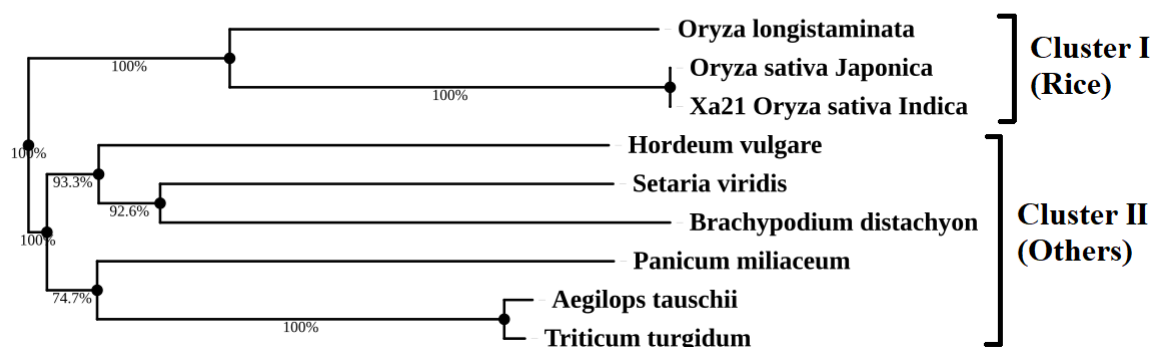 Oryza longistaminata
100%
Oryza sativa Japonica
100%
Xa21 Oryza sativa Indica
Cluster I
(Rice)
100%
Hordeum vulgare
93.3%
Setaria viridis
92.6%
Brachypodium distachyon
100%
Panicum miliaceum
74.7%
Aegilops tauschii
100%
Triticum turgidum
Cluster II
(Others)